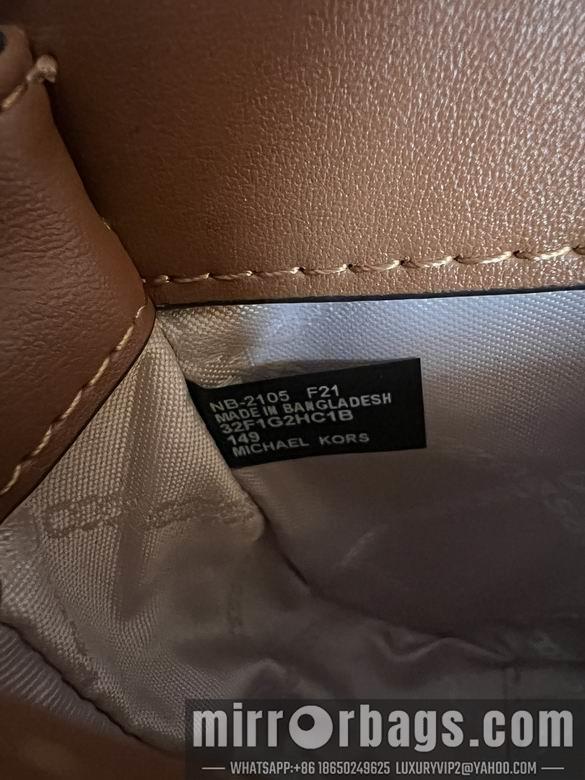 NB-2105 F21
MADE IN BANGLADESH
32F1G2HC1B
149
MICHAEL KORS
mirrorbags.com
WHATSAPP:+86 18650249625 LUXURYVIP2@YAHOO.COM